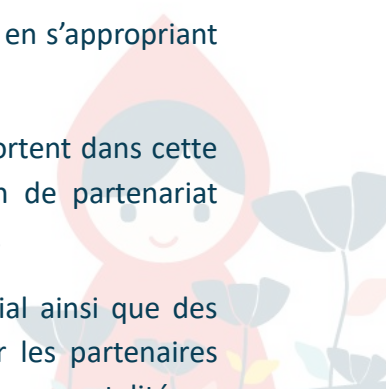 en s’appropriant
ortent dans cette
de partenariat
ial ainsi que des
les partenaires